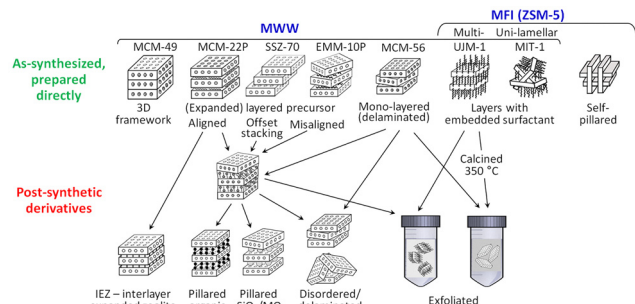 MFI (ZSM-5)
MWW
Multi- Uni-lamellar
MCM-49 MCM-22P SSZ-70 EMM-10P MCM-56 UJM-1 MIT-1
As-synthesized,
prepared
directly
3D
framework
(Expanded) layered precursor
Aligned Offset
stacking Misaligned
Mono-layered
(delaminated)
Layers with
embedded surfactant
Self-
pillared
Calcined
350 °C
Post-synthetic
derivatives
IEZ – interlayer
Pillared Pillared Disordered/
Exfoliated